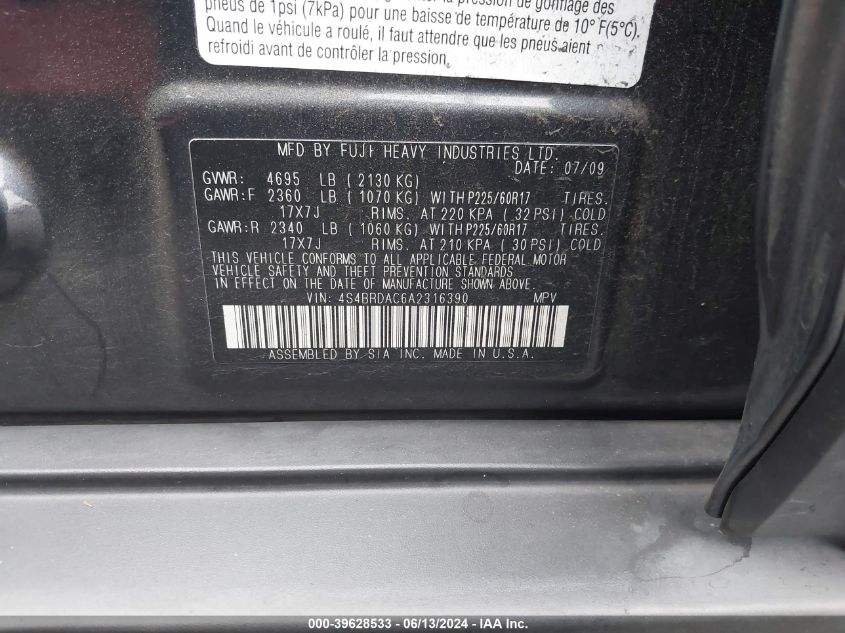 pneus de 1psi (7kPa) pour une baisse de température de 10° F(5°C).
Quand le véhicule a roulé, il faut attendre que les pneus aient
refroidi avant de contrôler la pression.
MFD BY FUJI HEAVY INDUSTRIES LTD.
DATE: 07/09
GVWR: 4695 LB ( 2130 KG)
GAWR:F 2360 LB ( 1070 KG) WITH P225/60R17 TIRES.
17X7J RIMS. AT 220 KPA ( 32 PSI) COLD
GAWR:R 2340 LB ( 1060 KG) WITH P225/60R17 TIRES.
17X7J RIMS. AT 210 KPA ( 30 PSI) COLD
THIS VEHICLE CONFORMS TO ALL APPLICABLE FEDERAL MOTOR
VEHICLE SAFETY AND THEFT PREVENTION STANDARDS
IN EFFECT ON THE DATE OF MANUFACTURE SHOWN ABOVE.
VIN: 4S4BRDAC6A2316390 MPV
ASSEMBLED BY SIA INC. MADE IN U.S.A.
000-39628533 - 06/13/2024 - IAA Inc.